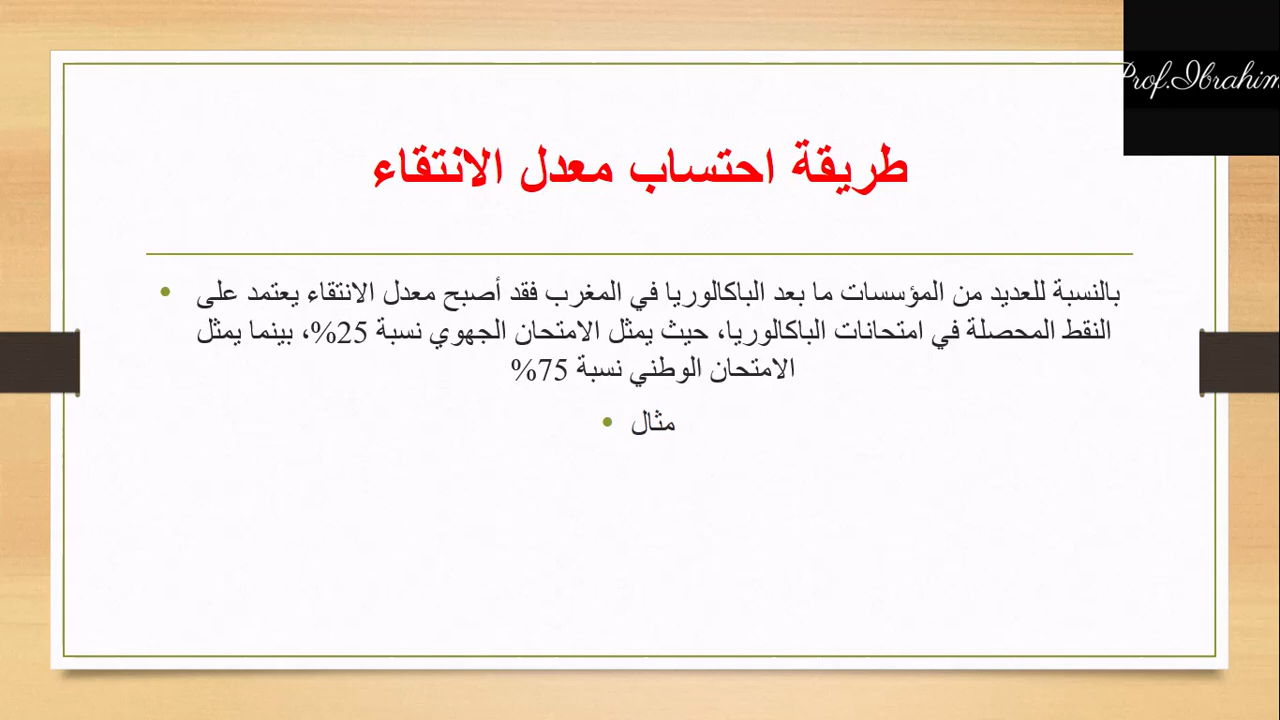 Prof.Ibrahim
طريقة احتساب معدل الانتقاء
بالنسبة للعديد من المؤسسات ما بعد الباكالوريا في المغرب فقد أصبح معدل الانتقاء يعتمد على
النقط المحصلة في امتحانات الباكالوريا، حيث يمثل الامتحان الجهوي نسبة 25%، بينما يمثل
الامتحان الوطني نسبة 75%
مثال